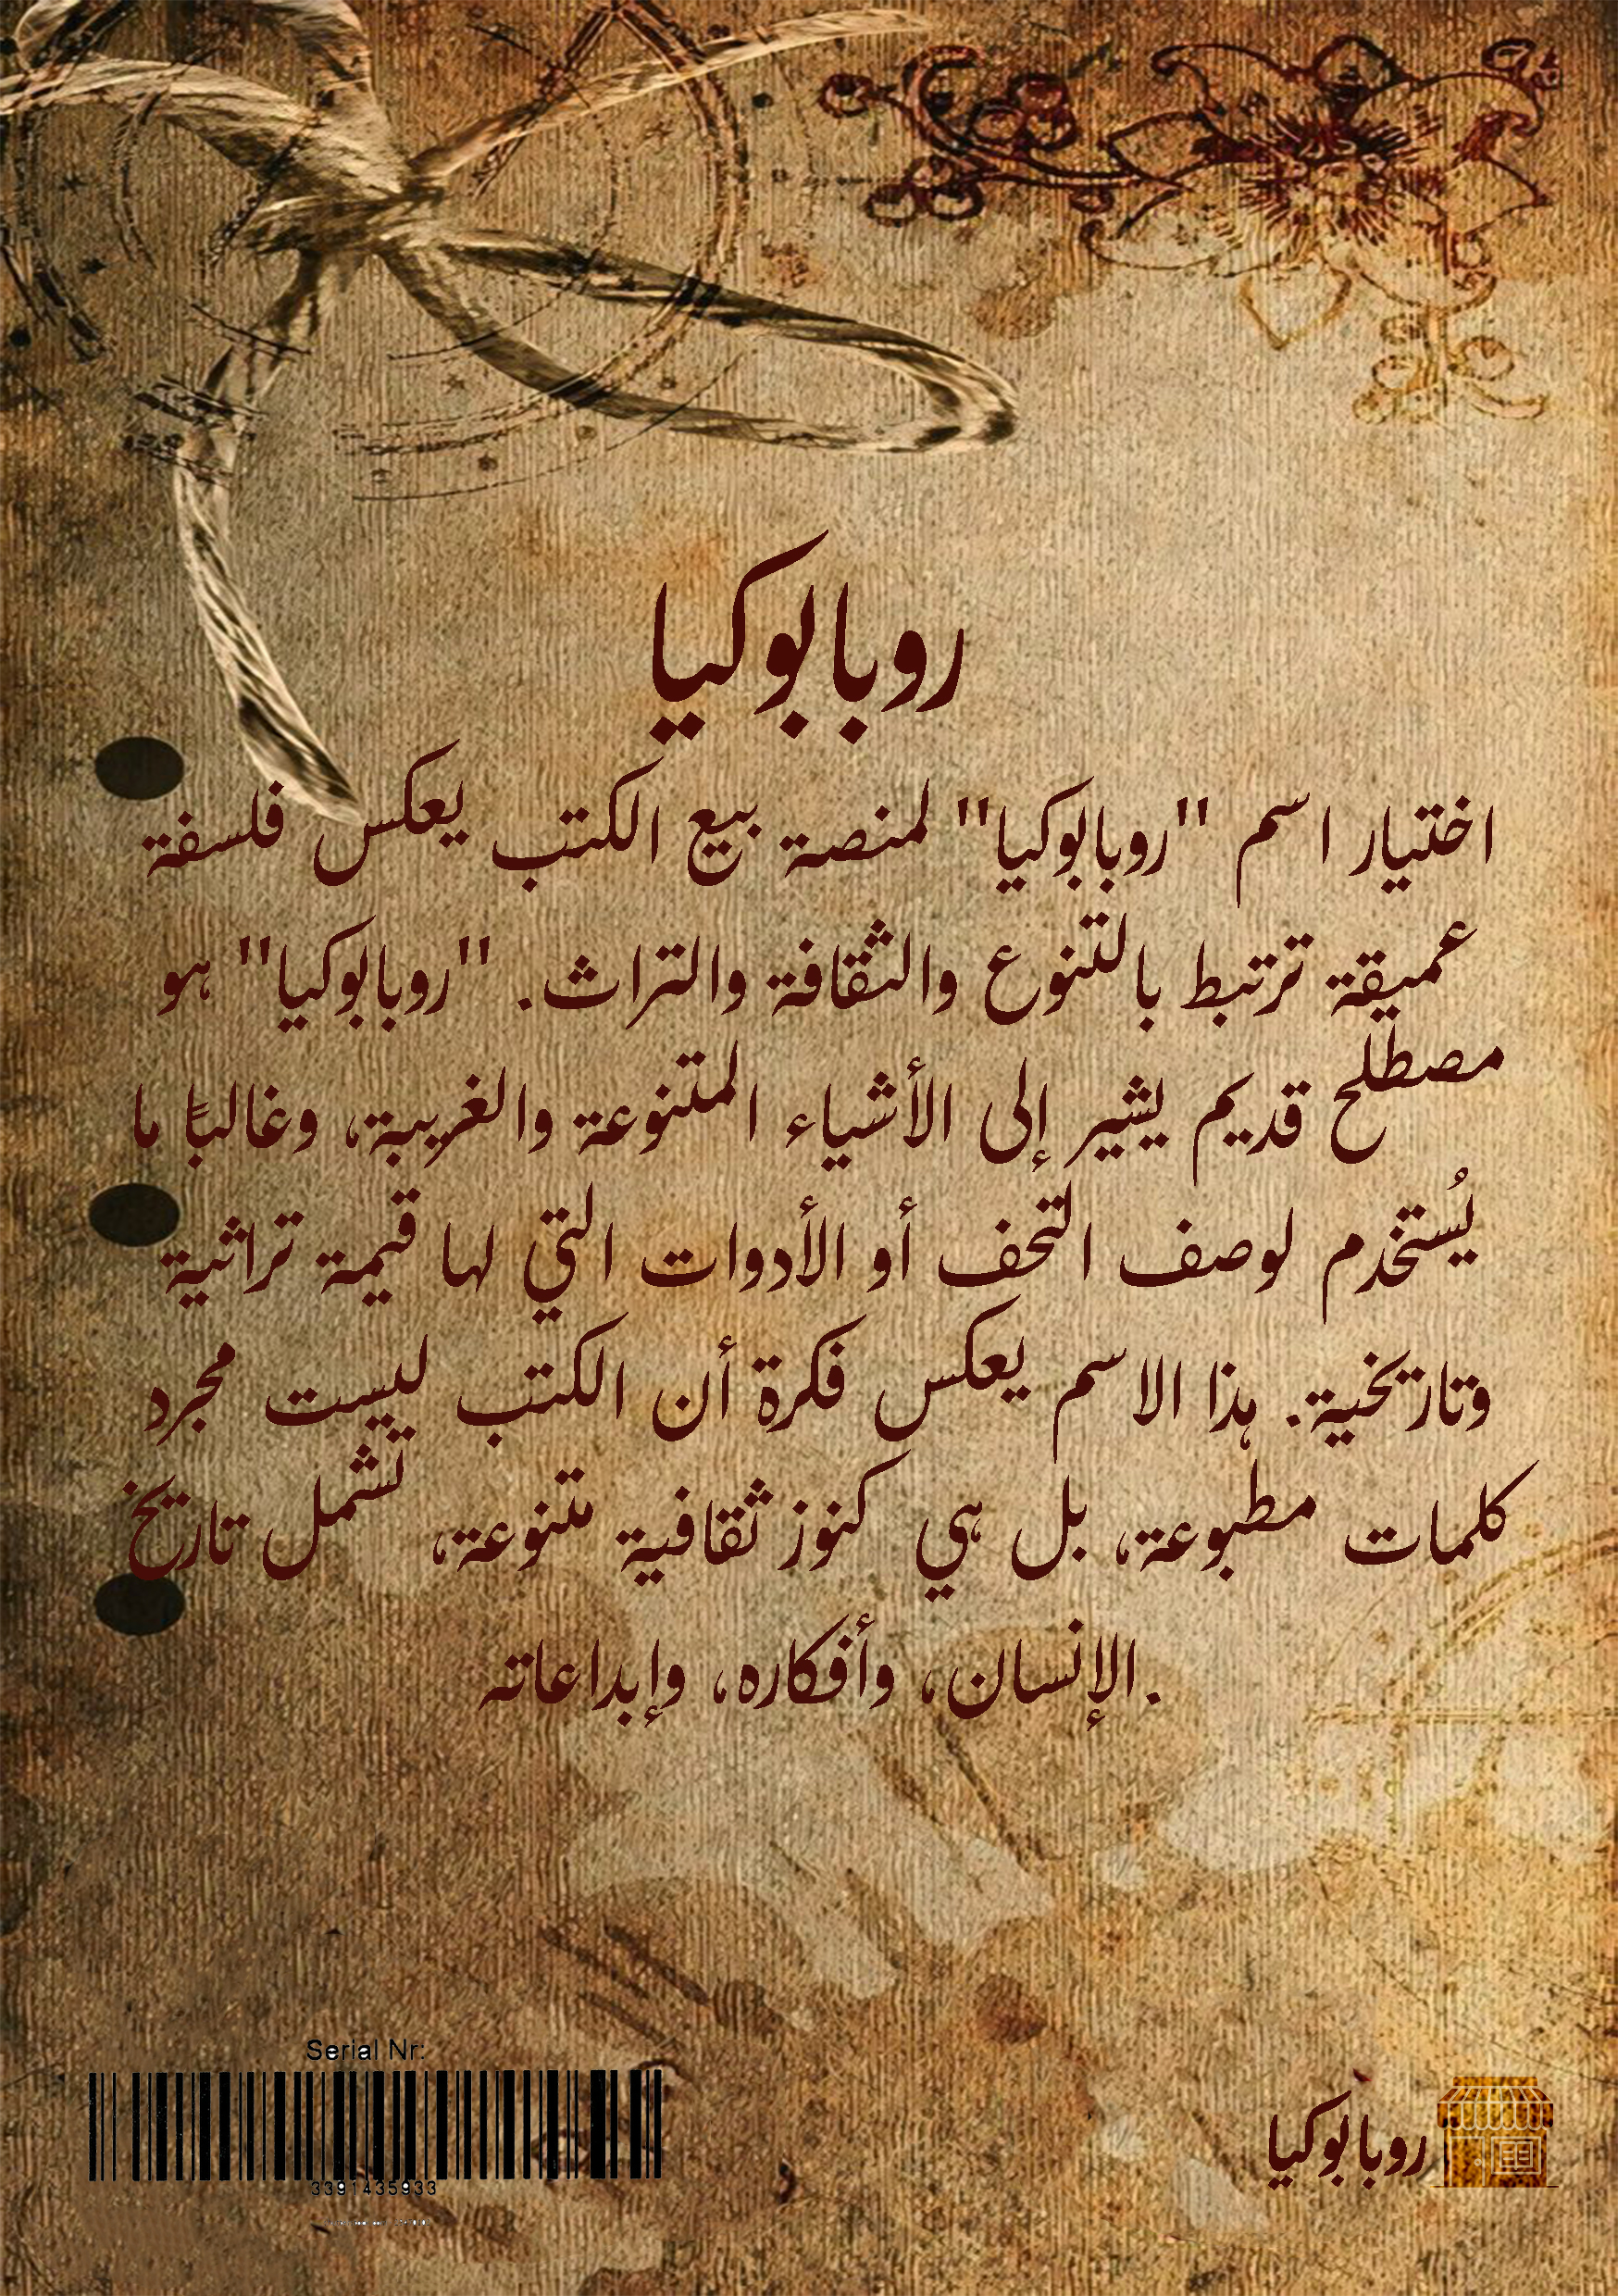 روبابوكيا
اختيار اسم "روبابوكيا" لمنصة بيع الكتب يعكس فلسفة
عميقة ترتبط بالتنوع والثقافة والتراث. "روبابوكيا" هو
مصطلح قديم يشير إلى الأشياء المتنوعة والغريبة، وغالبًا ما
يُستخدم لوصف التحف أو الأدوات التي لها قيمة تراثية
وتاريخية. هذا الاسم يعكس فكرة أن الكتب ليست مجرد
كلمات مطبوعة، بل هي كنوز ثقافية متنوعة، تشمل تاريخ
.الإنسان، وأفكاره، وإبداعاته
Serial Nr:
3391435933
روبابوكيا